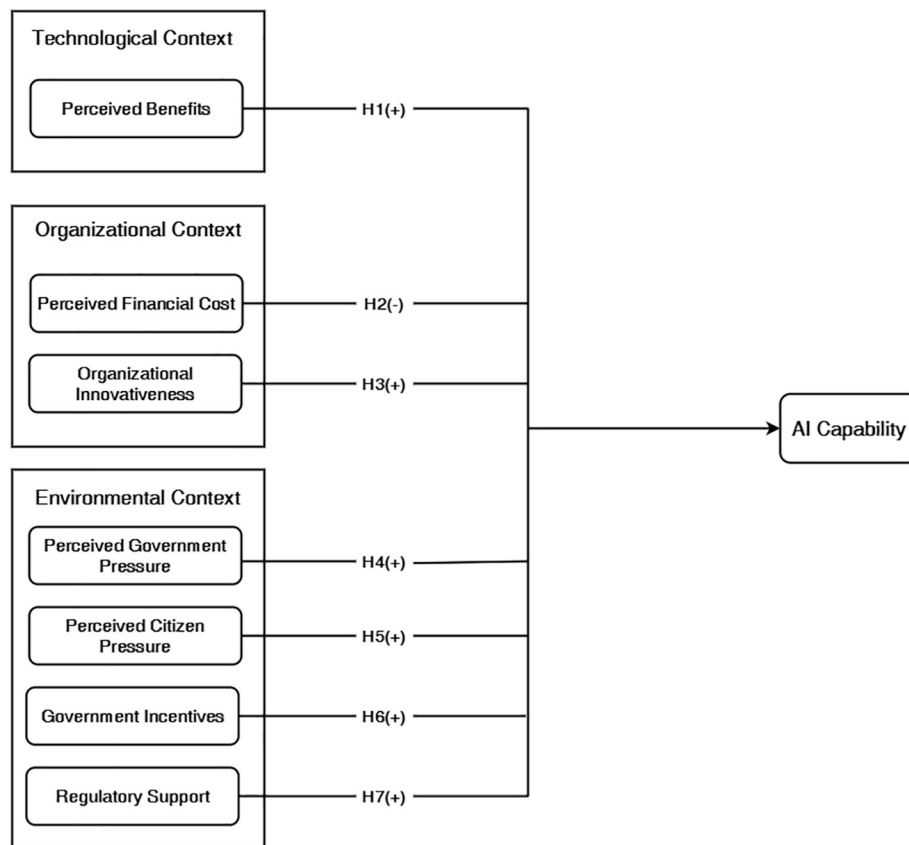 Technological Context
Perceived Benefits
H1(+)
Organizational Context
Perceived Financial Cost
H2(-)
Organizational
Innovativeness
H3(+)
AI Capability
Environmental Context
Perceived Government
Pressure
H4(+)
Perceived Citizen
Pressure
H5(+)
Government Incentives
H6(+)
Regulatory Support
H7(+)